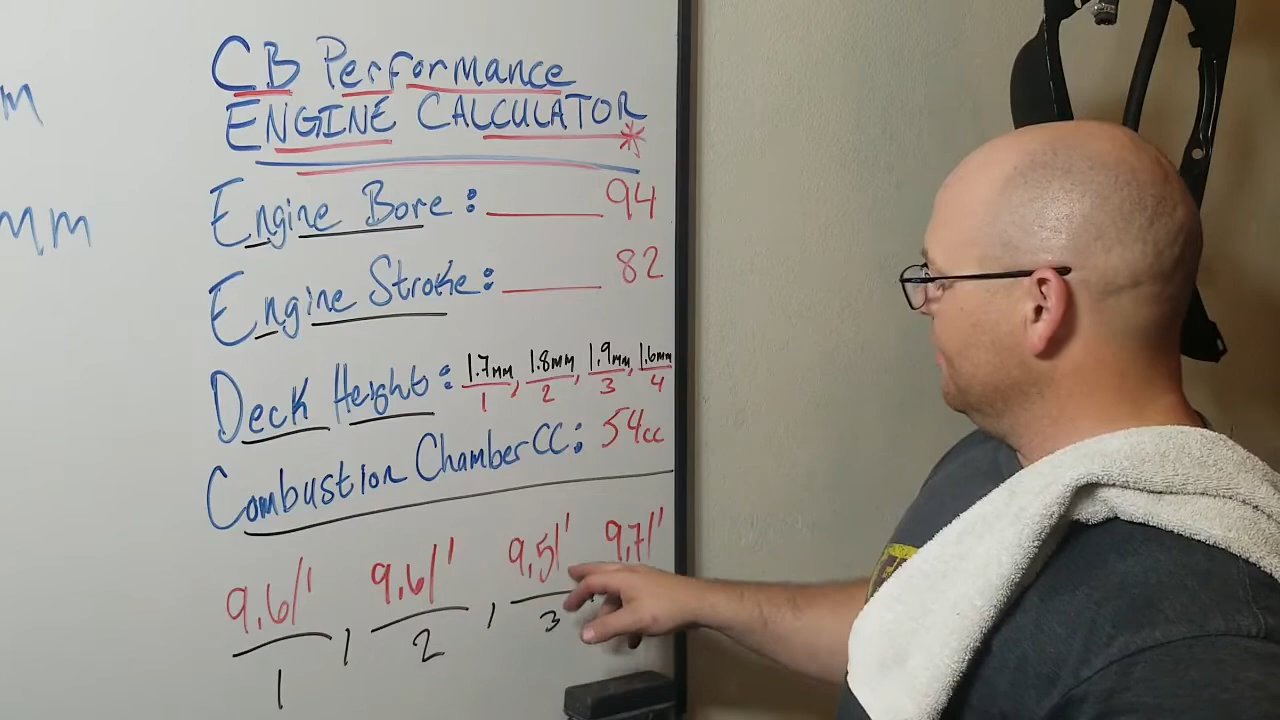 CB Performance
ENGINE CALCULATOR*
m
Engine Bore: 94
mm
Engine Stroke: 82
Deck Height: 1.7mm/1, 1.8mm/2, 1.9mm/3, 1.6mm/4
Combustion Chamber CC: 54cc
9.6/1, 9.6/1, 9.5/1 9.7/1
1 2 3